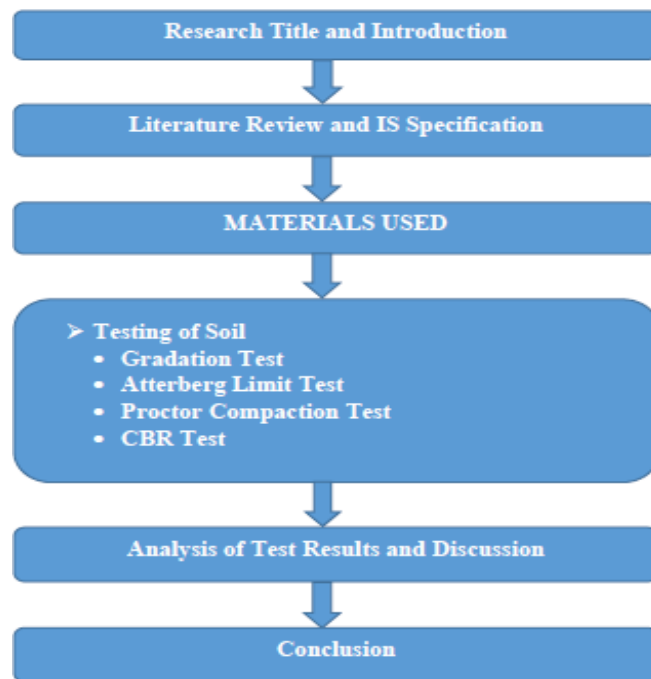 Research Title and Introduction
Literature Review and IS Specification
MATERIALS USED
➤ Testing of Soil
• Gradation Test
• Atterberg Limit Test
• Proctor Compaction Test
• CBR Test
Analysis of Test Results and Discussion
Conclusion